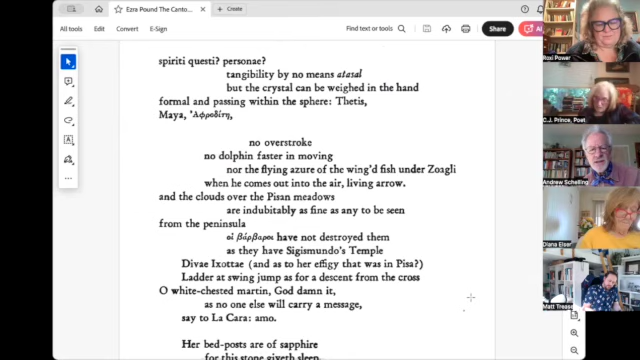 Ezra Pound The Canto...
Create
All tools
Edit
Convert
E-Sign
Find text or tools
Share
AI
spiriti questi? personae?
tangibility by no means atasal
but the crystal can be weighed in the hand
formal and passing within the sphere: Thetis,
Maya, Ἀφροδίτη,
no overstroke
no dolphin faster in moving
nor the flying azure of the wing'd fish under Zoagli
when he comes out into the air, living arrow.
and the clouds over the Pisan meadows
are indubitably as fine as any to be seen
from the peninsula
οἱ βάρβαροι have not destroyed them
as they have Sigismundo's Temple
Divae Ixottae (and as to her effigy that was in Pisa?)
Ladder at swing jump as for a descent from the cross
O white-chested martin, God damn it,
as no one else will carry a message,
say to La Cara: amo.
Her bed-posts are of sapphire
for this stone giveth sleep.
Roxi Power
C.J. Prince, Poet
Andrew Schelling
Diana Elser
Matt Treas